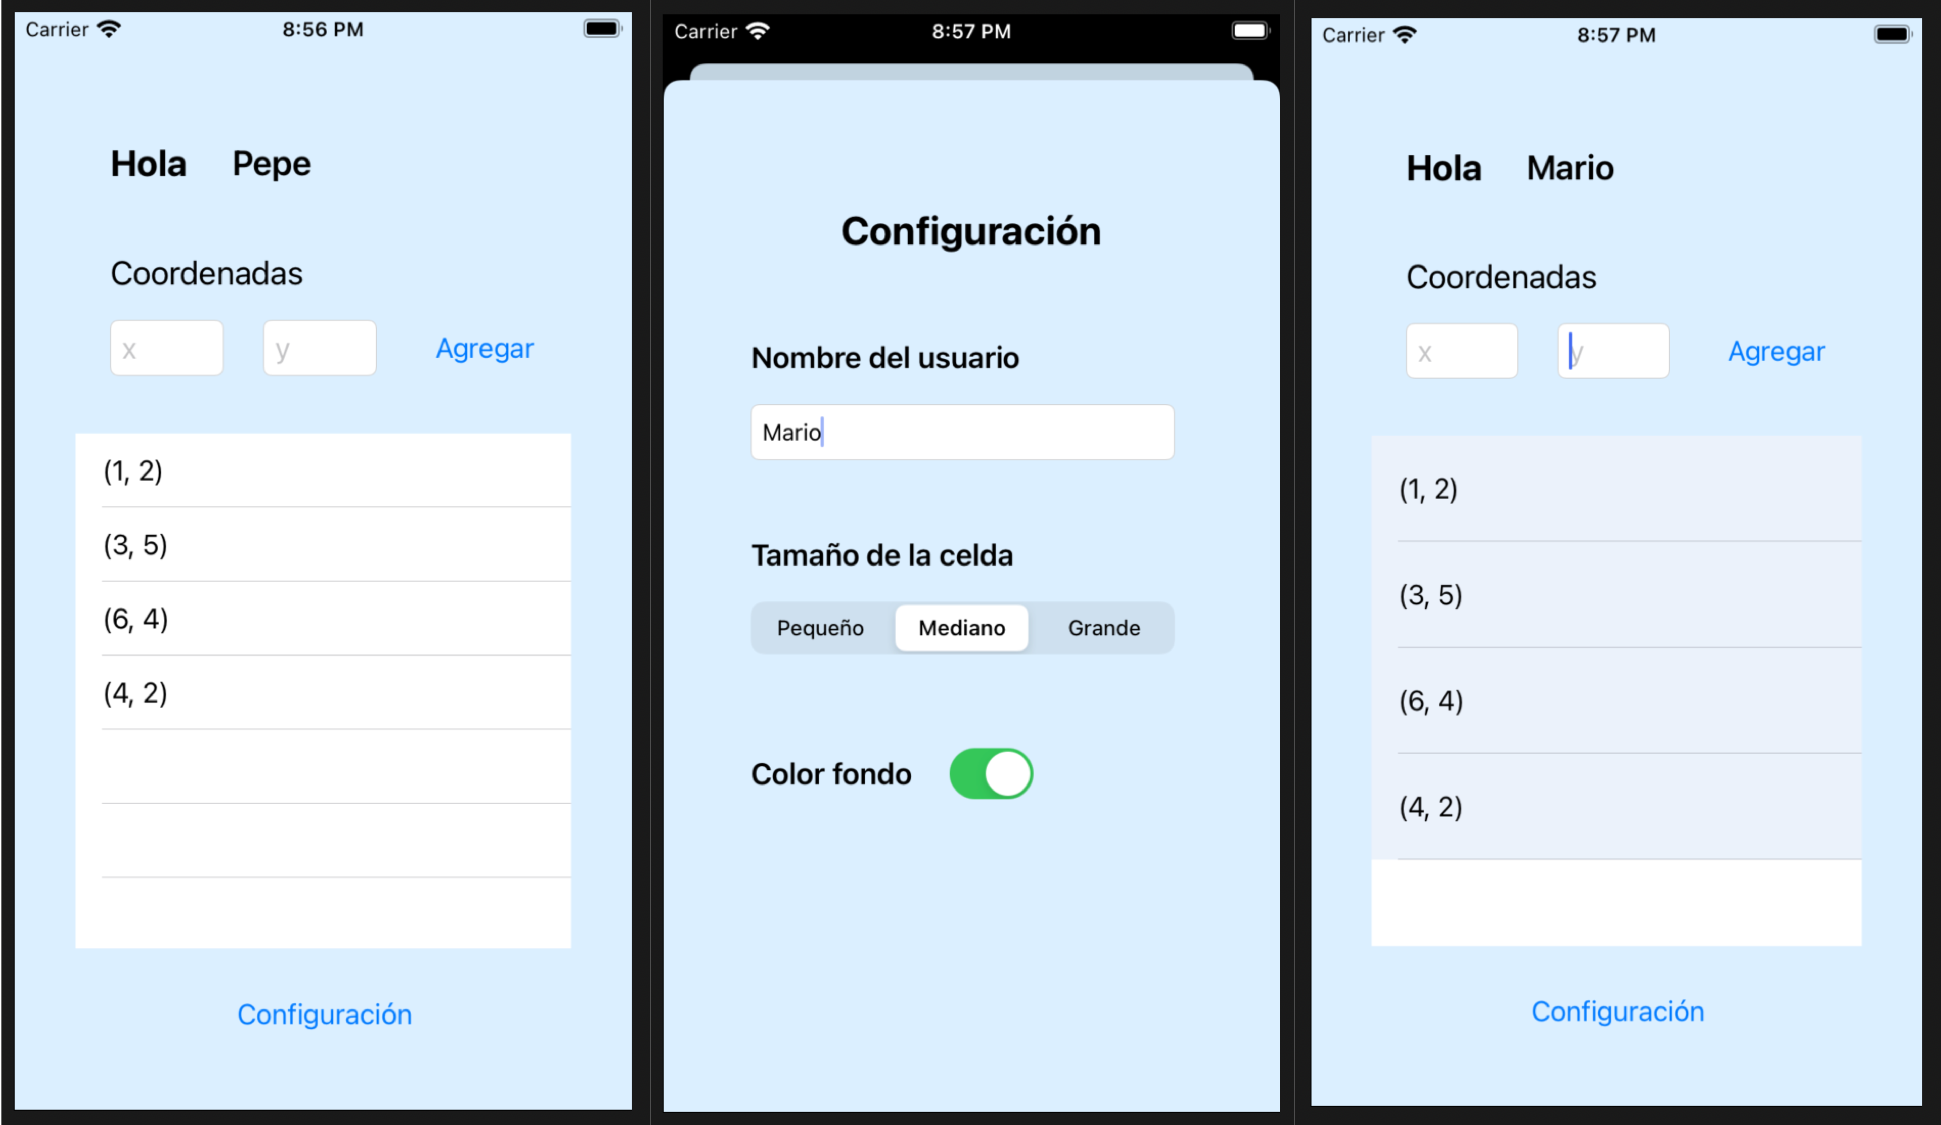 Carrier 8:56 PM
Hola Pepe
Coordenadas
x y Agregar
(1, 2)
(3, 5)
(6, 4)
(4, 2)
Configuración
Carrier 8:57 PM
Configuración
Nombre del usuario
Mario
Tamaño de la celda
Pequeño Mediano Grande
Color fondo
Carrier 8:57 PM
Hola Mario
Coordenadas
x y Agregar
(1, 2)
(3, 5)
(6, 4)
(4, 2)
Configuración